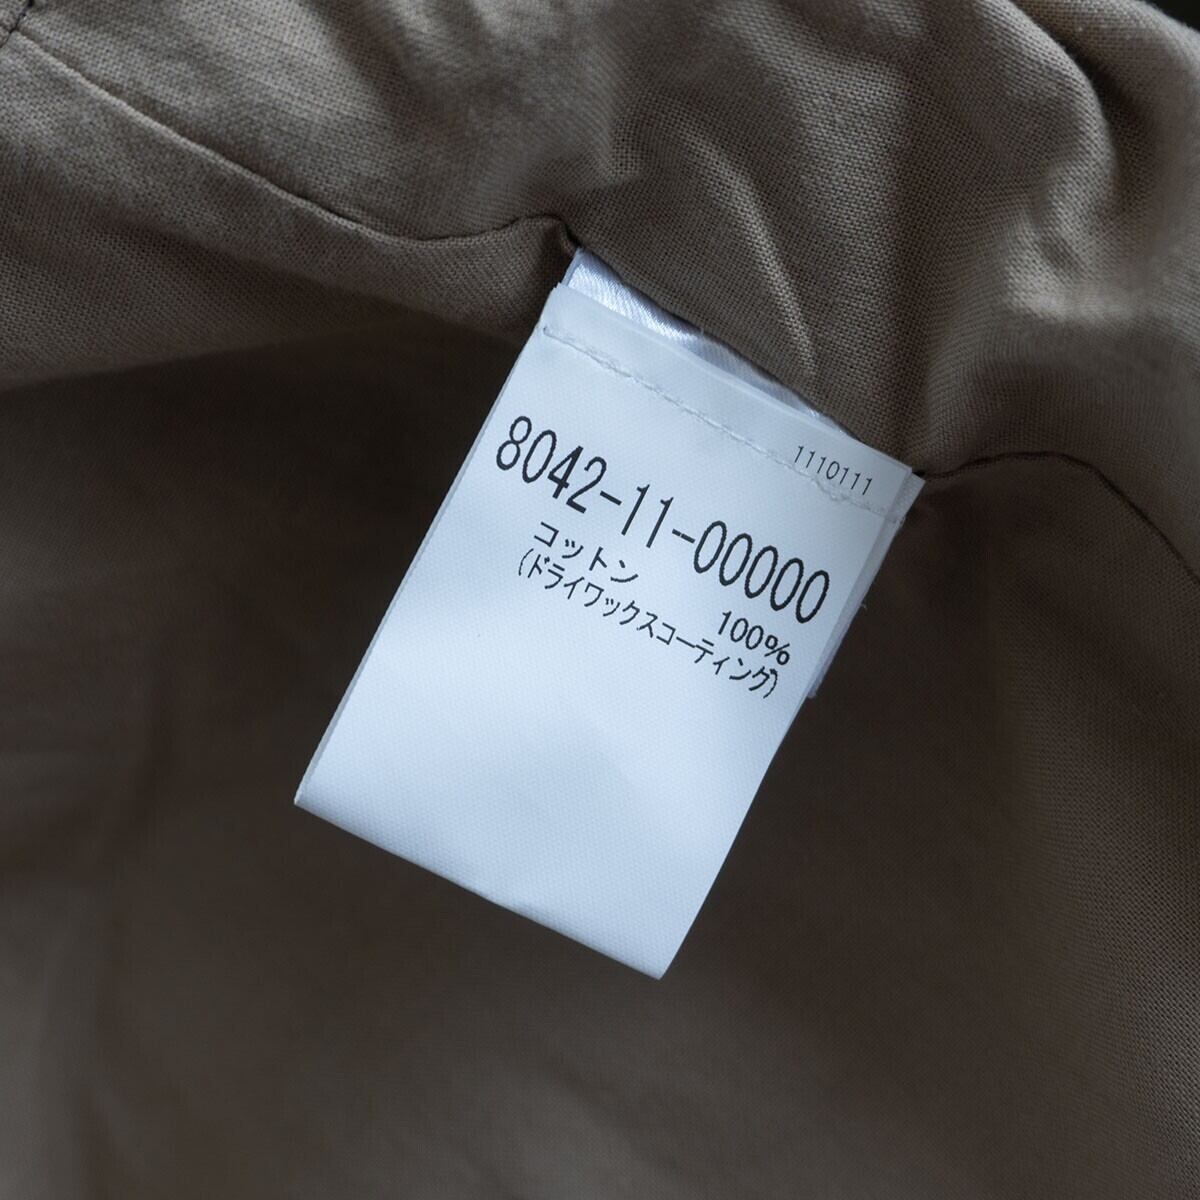 1110111
8042-11-00000
コットン 100%
(ドライワックスコーティング)